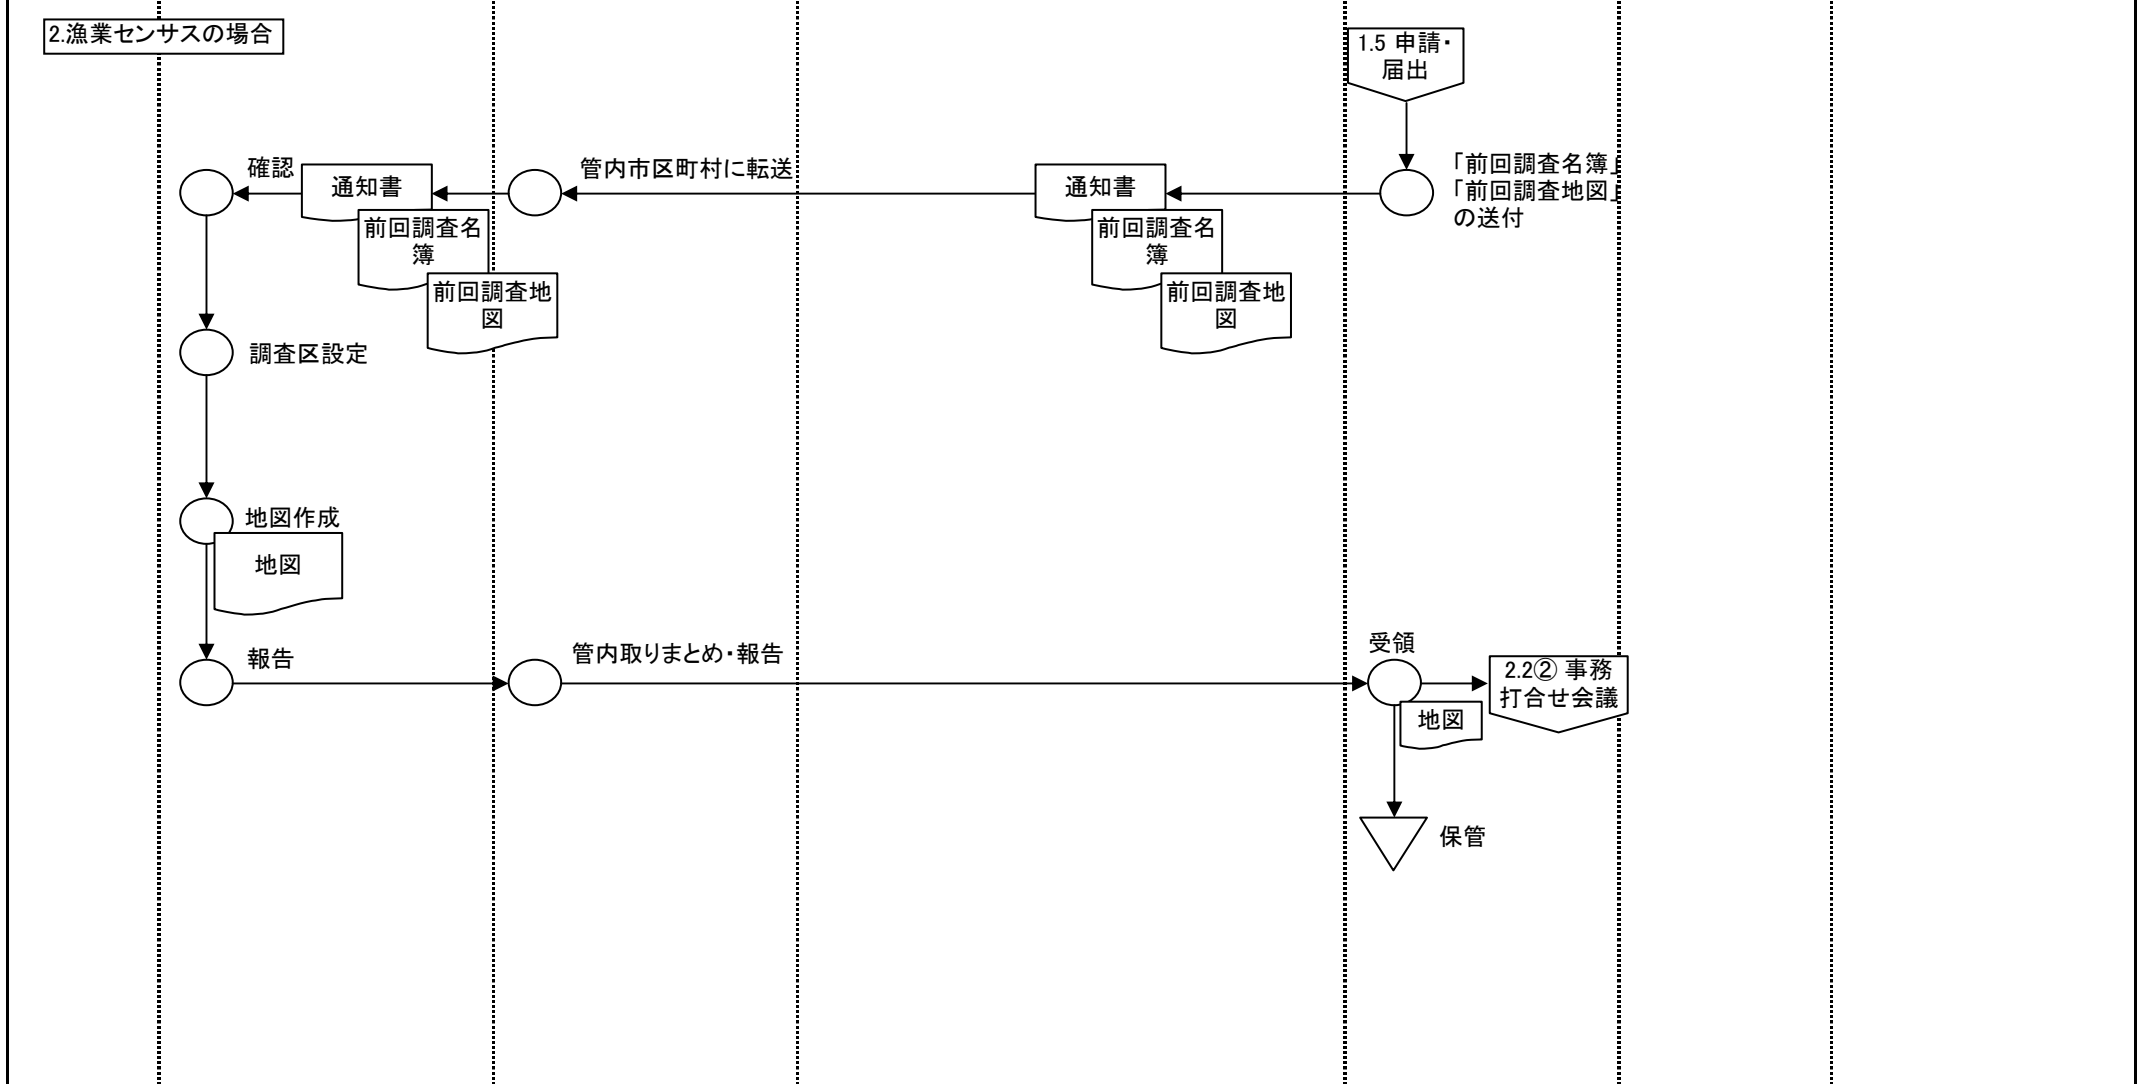 2.漁業センサスの場合
1.5 申請・
届出
確認
通知書
管内市区町村に転送
通知書
「前回調査名簿」
「前回調査地図」
の送付
前回調査名
簿
前回調査地
図
前回調査名
簿
前回調査地
図
調査区設定
地図作成
地図
報告
管内取りまとめ・報告
受領
2.2② 事務
打合せ会議
地図
保管